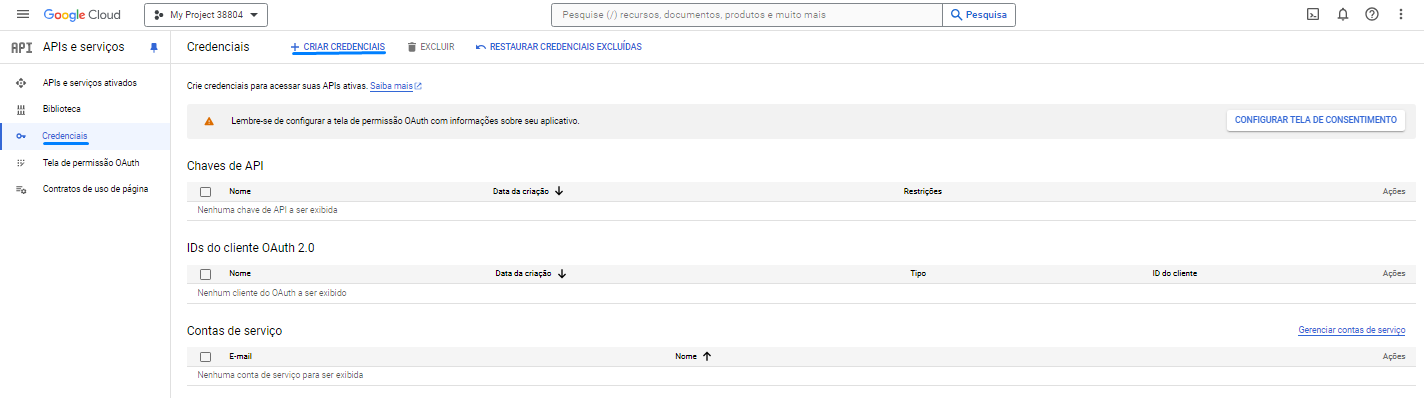 Google Cloud My Project 38804 Pesquise (/) recursos, documentos, produtos e muito mais Pesquisa
API APIs e serviços Credenciais CRIAR CREDENCIAIS EXCLUIR RESTAURAR CREDENCIAIS EXCLUÍDAS
APIs e serviços ativados
Biblioteca
Credenciais
Tela de permissão OAuth
Contratos de uso de página
Crie credenciais para acessar suas APIs ativas. Saiba mais
Lembre-se de configurar a tela de permissão OAuth com informações sobre seu aplicativo. CONFIGURAR TELA DE CONSENTIMENTO
Chaves de API
Nome Data da criação Restrições Ações
Nenhuma chave de API a ser exibida
IDs do cliente OAuth 2.0
Nome Data da criação Tipo ID do cliente Ações
Nenhum cliente do OAuth a ser exibido
Contas de serviço Gerenciar contas de serviço
E-mail Nome Ações
Nenhuma conta de serviço para ser exibida